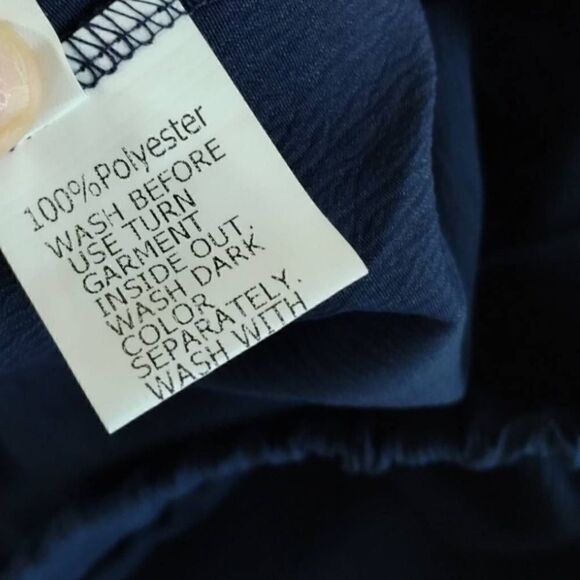 100%Polyester
WASH BEFORE
USE TURN
GARMENT
INSIDE OUT.
WASH DARK
COLOR
SEPARATELY.
WASH WITH